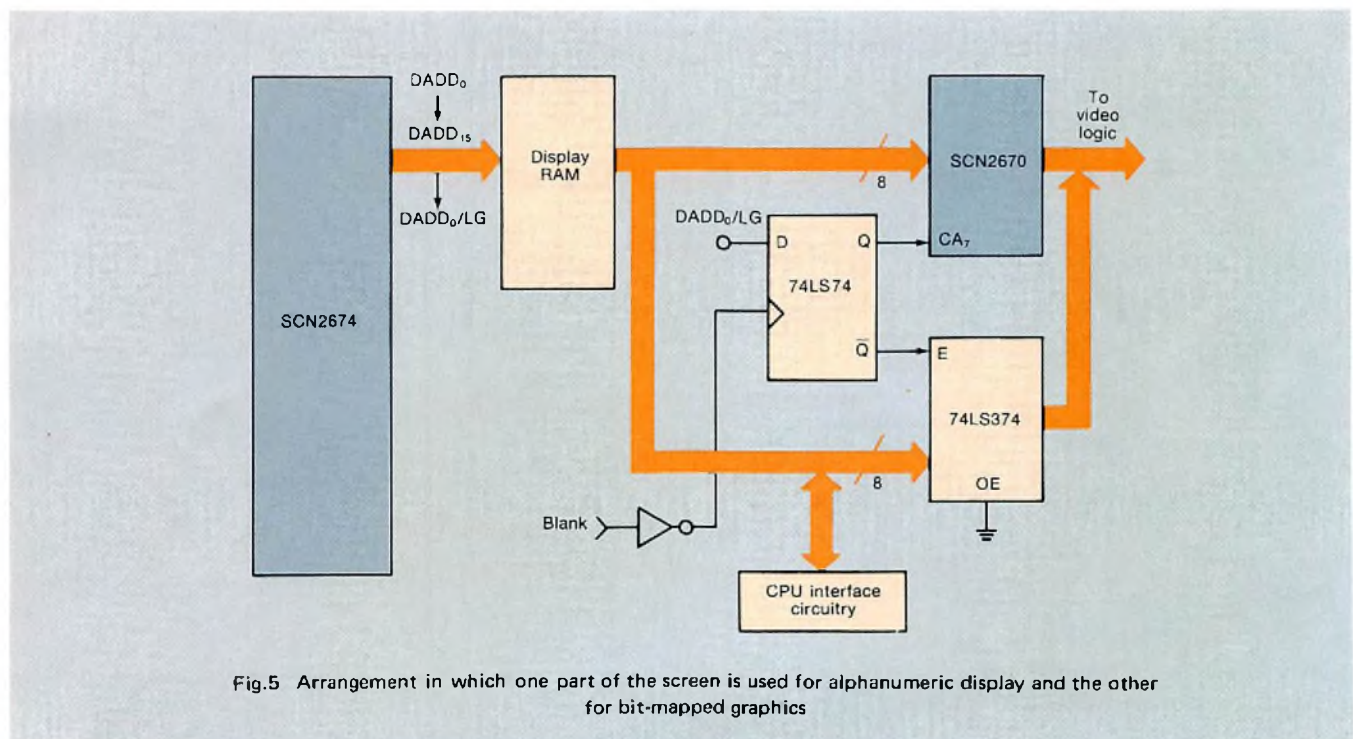 DADD₀
DADD₁₅
DADD₀/LG
SCN2674
Display
RAM
8
SCN2670
CA₇
To
video
logic
DADD₀/LG
D
Q
74LS74
Q̅
E
74LS374
OE
8
Blank
CPU interface
circuitry
Fig.5 Arrangement in which one part of the screen is used for alphanumeric display and the other
for bit-mapped graphics